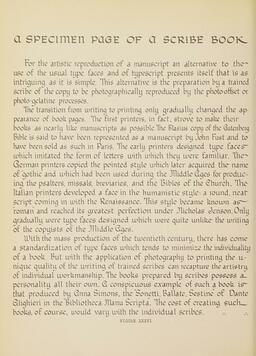 A SPECIMEN PAGE OF A SCRIBE BOOK
For the artistic reproduction of a manuscript an alternative to the
use of the usual type faces and of typescript presents itself that is as
intriguing as it is simple. This alternative is the preparation by a trained
scribe of the copy to be photographically reproduced by the photo-offset or
photo-gelatine processes.
The transition from writing to printing only gradually changed the ap-
pearance of book pages. The first printers, in fact, strove to make their
books as nearly like manuscripts as possible. The Elasius copy of the Gutenberg
Bible is said to have been represented as a manuscript by John Fust and to
have been sold as such in Paris. The early printers designed type faces
which imitated the form of letters with which they were familiar. The
German printers copied the pointed style which later acquired the name
of gothic and which had been used during the Middle Ages for produc-
ing the psalters, missals, breviaries, and the Bibles of the Church. The
Italian printers developed a face in the humanistic style - a round, neat
script coming in with the Renaissance. This style became known as
roman and reached its greatest perfection under Nicholas Jenson. Only
gradually were type faces designed which were quite unlike the writing
of the copyists of the Middle Ages.
With the mass production of the twentieth century, there has come
a standardization of type faces which tends to minimize the individuality
of a book. But with the application of photography to printing the u-
nique quality of the writing of trained scribes can recapture the artistry
of individual workmanship. The books prepared by scribes possess a
personality all their own. A conspicuous example of such a book is
that produced by Anna Simons, the Sonetti, Ballate, Sestine of Dante
Alighieri in the Bibliotheca Manu Scripta. The cost of creating such
books, of course, would vary with the individual scribes.
FIGURE XXXVI